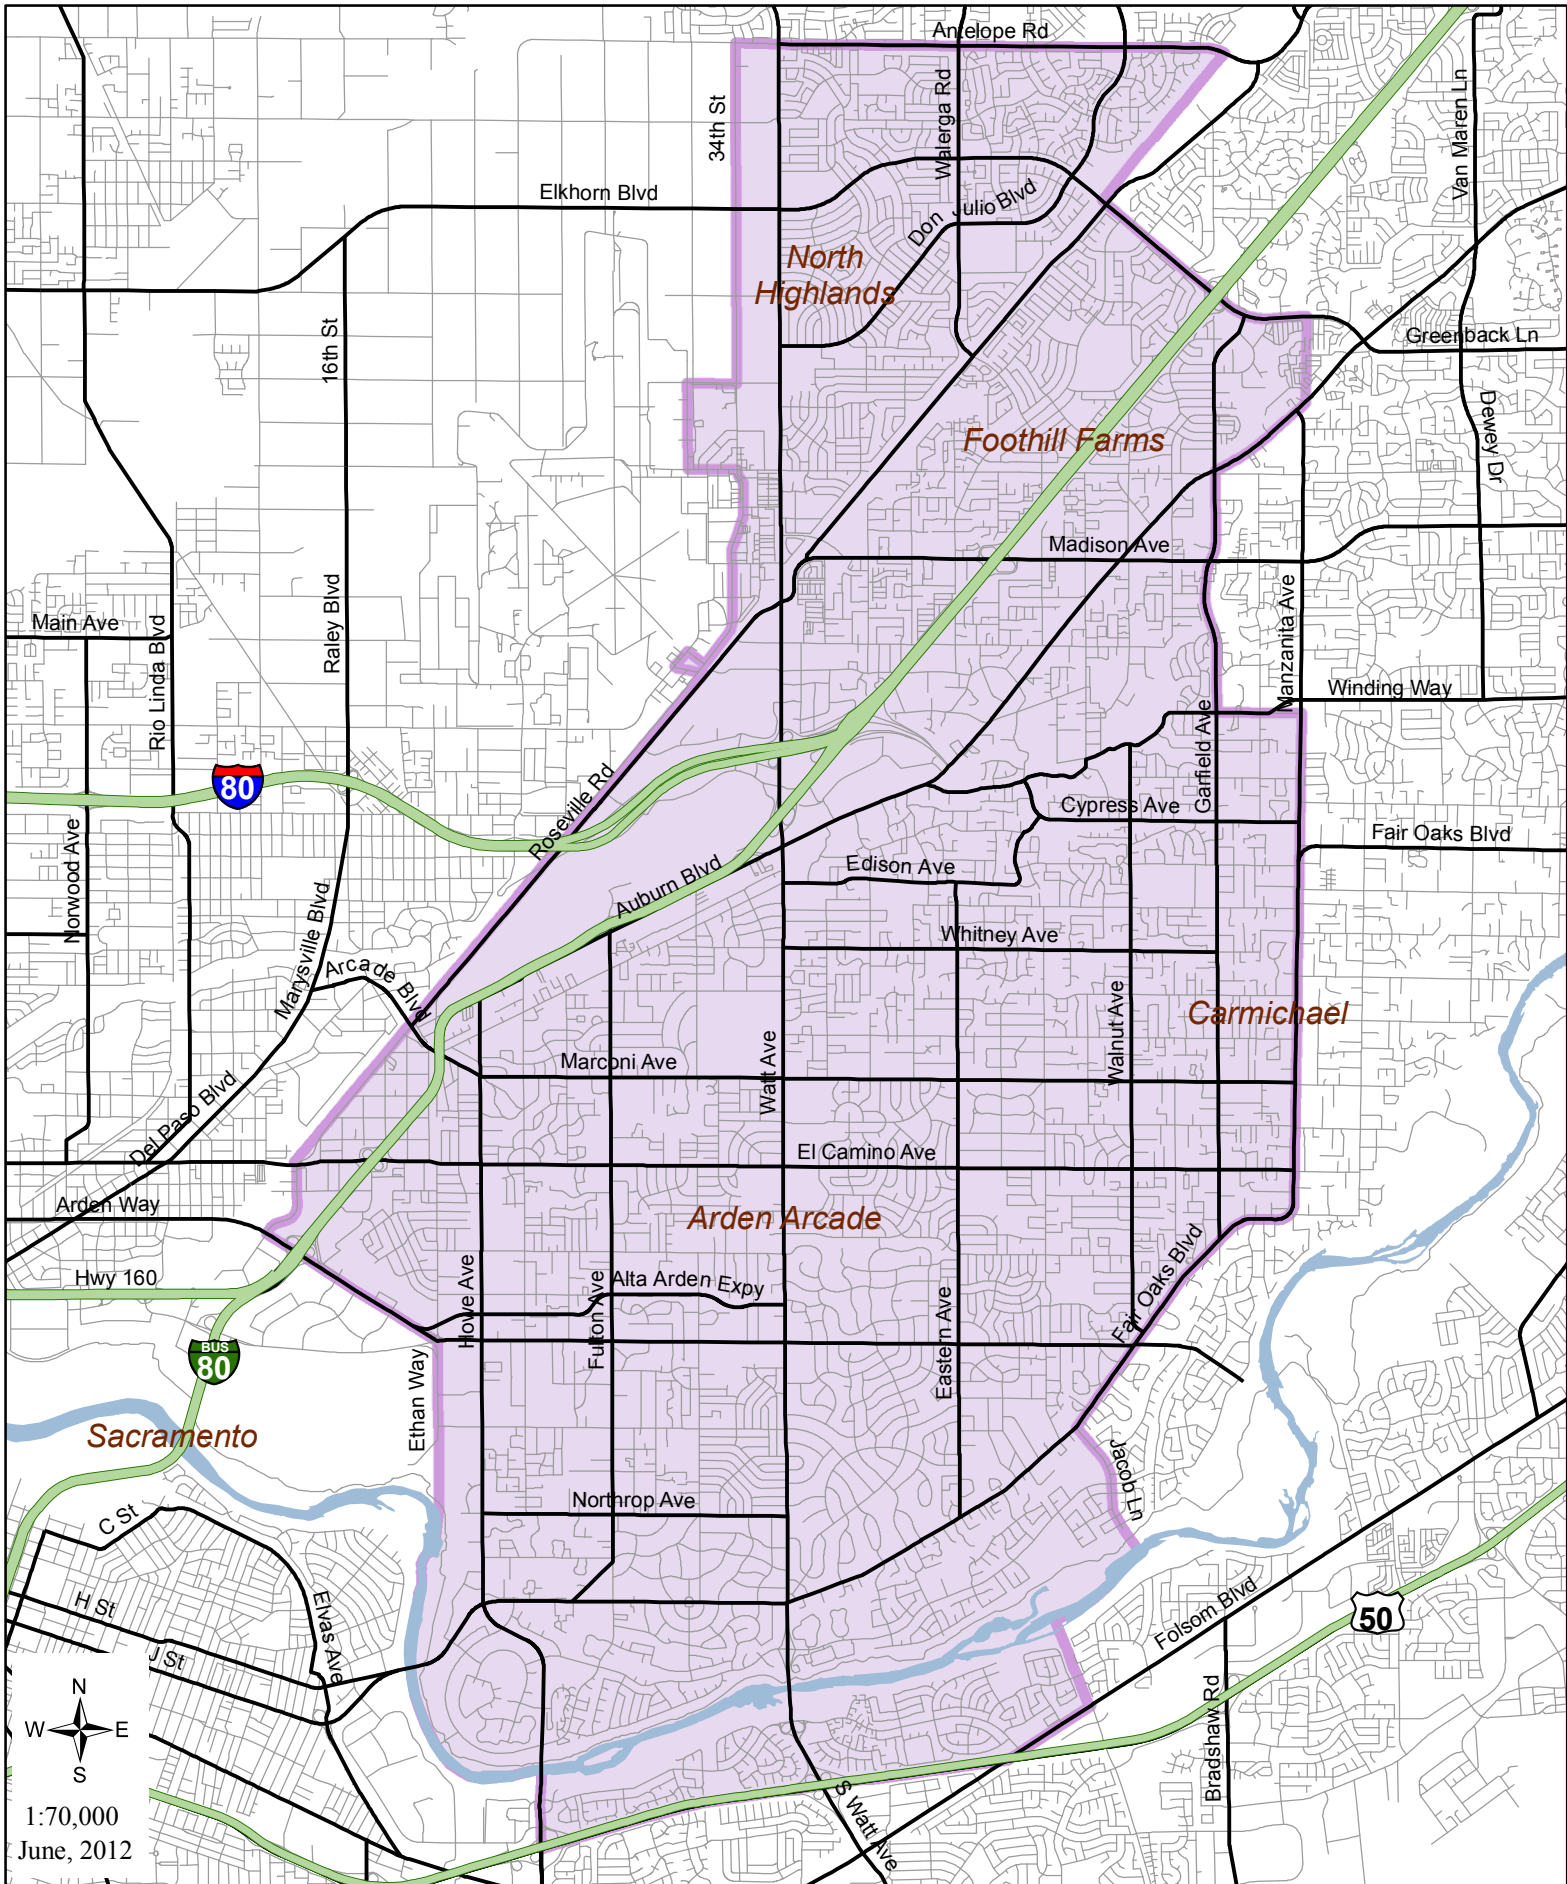 Antelope Rd
34th St
Walerga Rd
Van Maren Ln
Elkhorn Blvd
Don Julio Blvd
North
Highlands
16th St
Greenback Ln
Foothill Farms
Dewey Dr
Madison Ave
Main Ave
Rio Linda Blvd
Raley Blvd
Manzanita Ave
Winding Way
Garfield Ave
80
Roseville Rd
Cypress Ave
Fair Oaks Blvd
Norwood Ave
Edison Ave
Auburn Blvd
Marysville Blvd
Whitney Ave
Arcade Blvd
Walnut Ave
Carmichael
Marconi Ave
Watt Ave
Del Paso Blvd
El Camino Ave
Arden Way
Arden Arcade
Hwy 160
Howe Ave
Fulton Ave
Alta Arden Expy
Eastern Ave
Fair Oaks Blvd
BUS
80
Ethan Way
Sacramento
Jacob Ln
Northrop Ave
C St
H St
Elvas Ave
J St
Folsom Blvd
50
Bradshaw Rd
S Watt Ave
N
W E
S
1:70,000
June, 2012